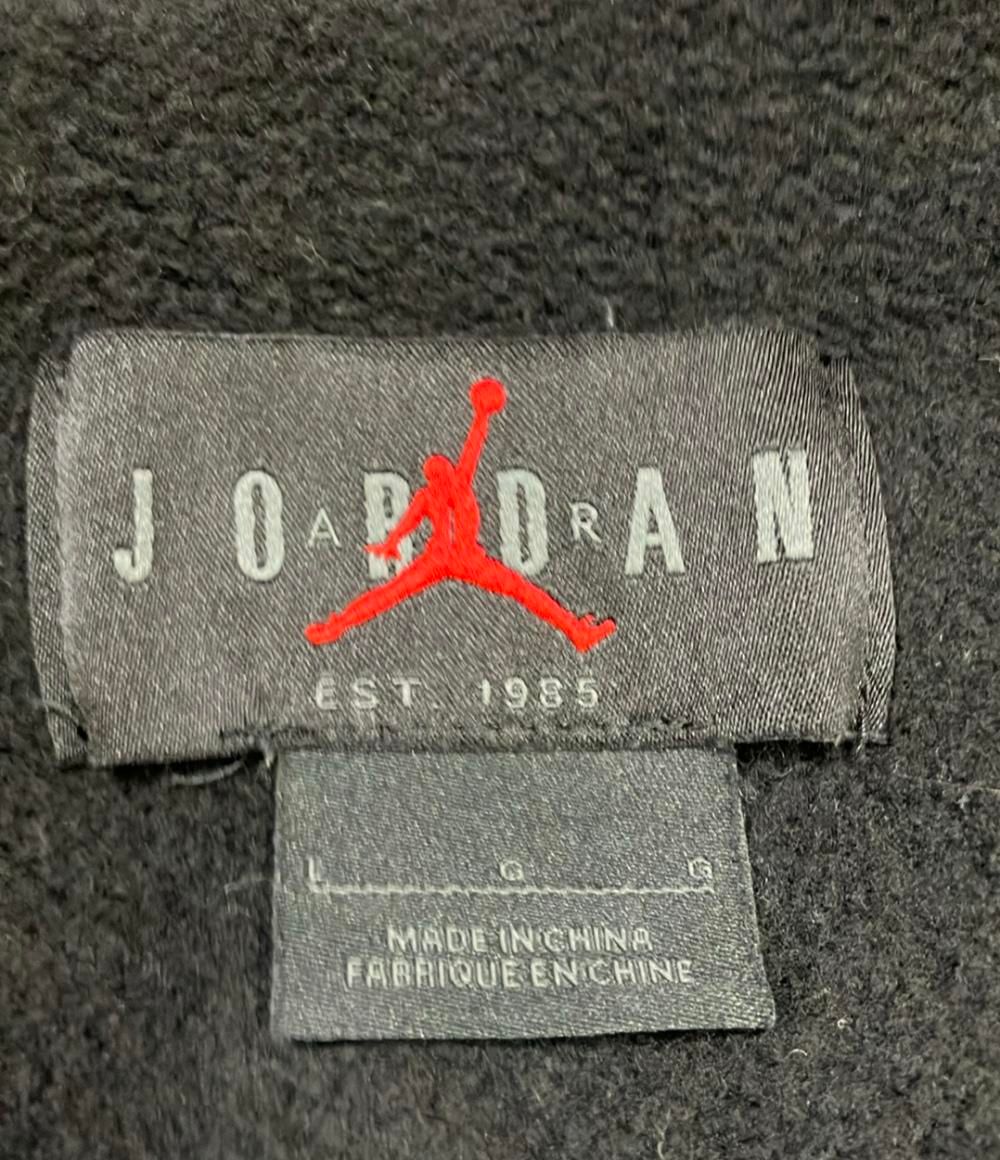 JORDAN
AIR
EST. 1985
L G G
MADE IN CHINA
FABRIQUE EN CHINE